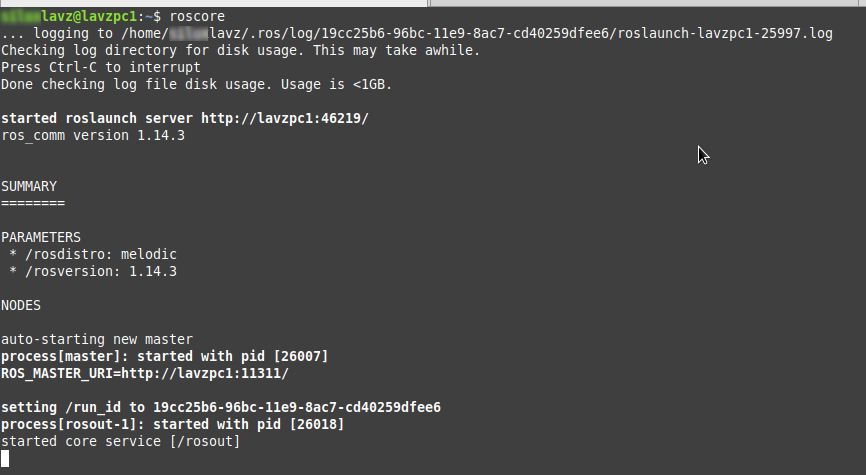 lavz@lavzpc1:~$ roscore
... logging to /home/lavz/.ros/log/19cc25b6-96bc-11e9-8ac7-cd40259dfee6/roslaunch-lavzpc1-25997.log
Checking log directory for disk usage. This may take awhile.
Press Ctrl-C to interrupt
Done checking log file disk usage. Usage is <1GB.
started roslaunch server http://lavzpc1:46219/
ros_comm version 1.14.3
SUMMARY
========
PARAMETERS
* /rosdistro: melodic
* /rosversion: 1.14.3
NODES
auto-starting new master
process[master]: started with pid [26007]
ROS_MASTER_URI=http://lavzpc1:11311/
setting /run_id to 19cc25b6-96bc-11e9-8ac7-cd40259dfee6
process[rosout-1]: started with pid [26018]
started core service [/rosout]